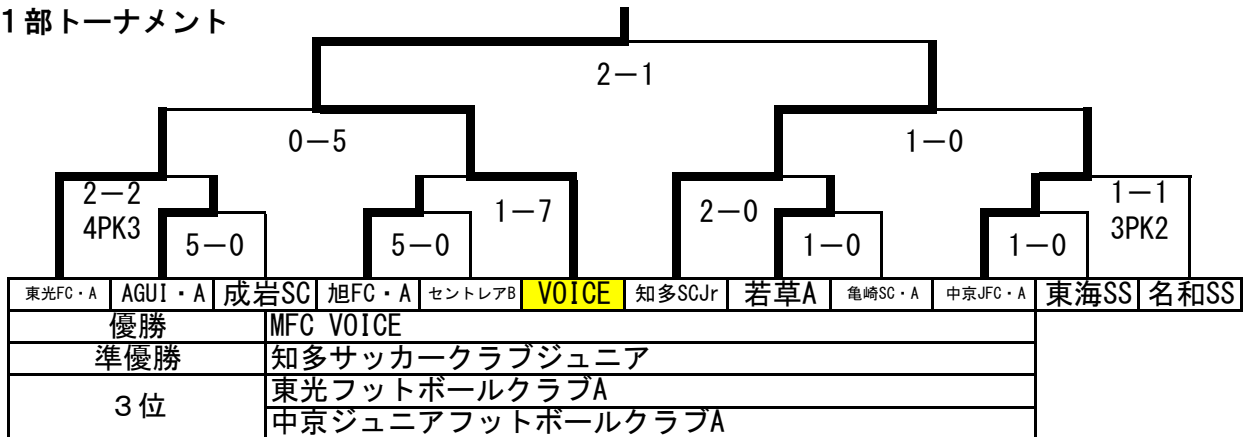 1部トーナメント
2－1
0－5
1－0
2－2
4PK3
1－7
2－0
1－1
3PK2
5－0
5－0
1－0
1－0
東光FC・A AGUI・A 成岩SC 旭FC・A セントレアB VOICE 知多SCJr 若草A 亀崎SC・A 中京JFC・A 東海SS 名和SS
優勝 MFC VOICE
準優勝 知多サッカークラブジュニア
３位 東光フットボールクラブA
中京ジュニアフットボールクラブA